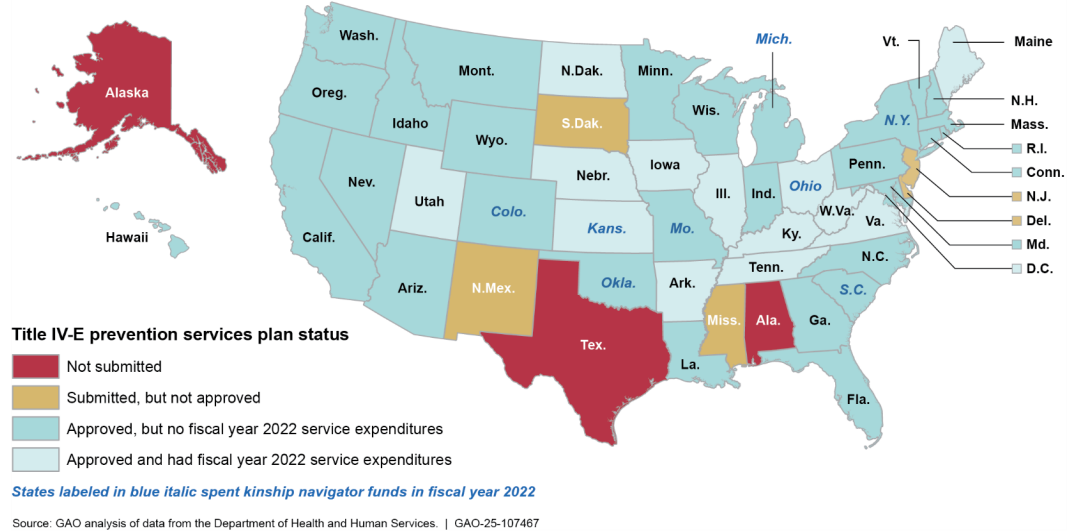 Mich.
Vt.
Maine
Wash.
Mont.
N.Dak.
Minn.
Alaska
Oreg.
N.H.
Idaho
S.Dak.
Wis.
N.Y.
Mass.
Wyo.
R.I.
Iowa
Penn.
Conn.
Nev.
Nebr.
Utah
Ill.
Ind.
Ohio
N.J.
Colo.
W.Va.
Del.
Hawaii
Calif.
Kans.
Mo.
Ky.
Va.
Md.
N.C.
D.C.
Tenn.
Ariz.
N.Mex.
Okla.
Ark.
S.C.
Miss.
Ala.
Ga.
Title IV-E prevention services plan status
Tex.
La.
Not submitted
Submitted, but not approved
Fla.
Approved, but no fiscal year 2022 service expenditures
Approved and had fiscal year 2022 service expenditures
States labeled in blue italic spent kinship navigator funds in fiscal year 2022
Source: GAO analysis of data from the Department of Health and Human Services. | GAO-25-107467